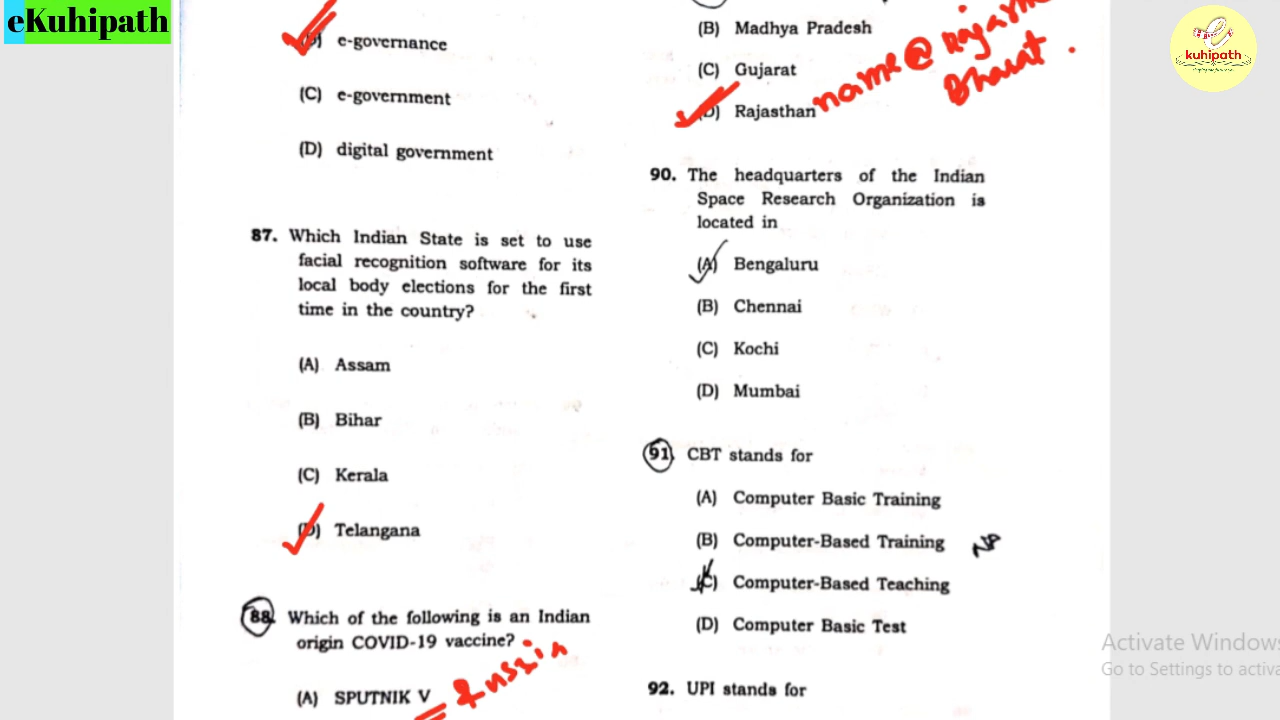 eKuhipath
(B) e-governance
(C) e-government
(D) digital government
87. Which Indian State is set to use
facial recognition software for its
local body elections for the first
time in the country?
(A) Assam
(B) Bihar
(C) Kerala
(D) Telangana
88. Which of the following is an Indian
origin COVID-19 vaccine?
(A) SPUTNIK V
Russia
(B) Madhya Pradesh
(C) Gujarat
(D) Rajasthan
name@
Bharat.
90. The headquarters of the Indian
Space Research Organization is
located in
(A) Bengaluru
(B) Chennai
(C) Kochi
(D) Mumbai
91. CBT stands for
(A) Computer Basic Training
(B) Computer-Based Training
(C) Computer-Based Teaching
(D) Computer Basic Test
92. UPI stands for
kuhipath
Activate Windows
Go to Settings to activa